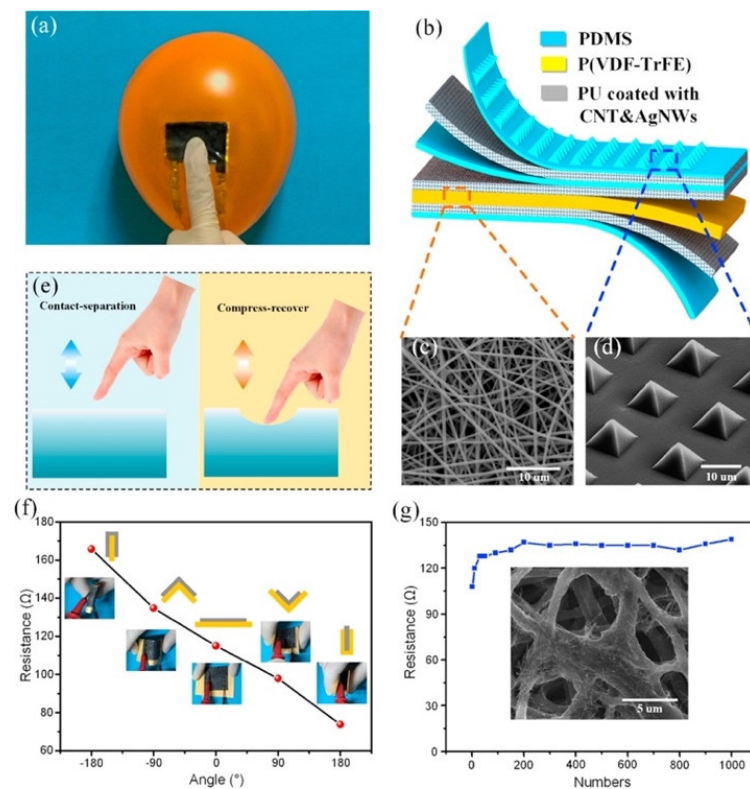 (a)
(b)
PDMS
P(VDF-TrFE)
PU coated with
CNT&AgNWs
(e)
Contact-separation
Compress-recover
(c)
10 um
(d)
10 um
(f)
180
160
140
120
100
80
60
Resistance (Ω)
-180 -90 0 90 180
Angle (°)
(g)
150
120
90
60
30
0
Resistance (Ω)
5 um
0 200 400 600 800 1000
Numbers